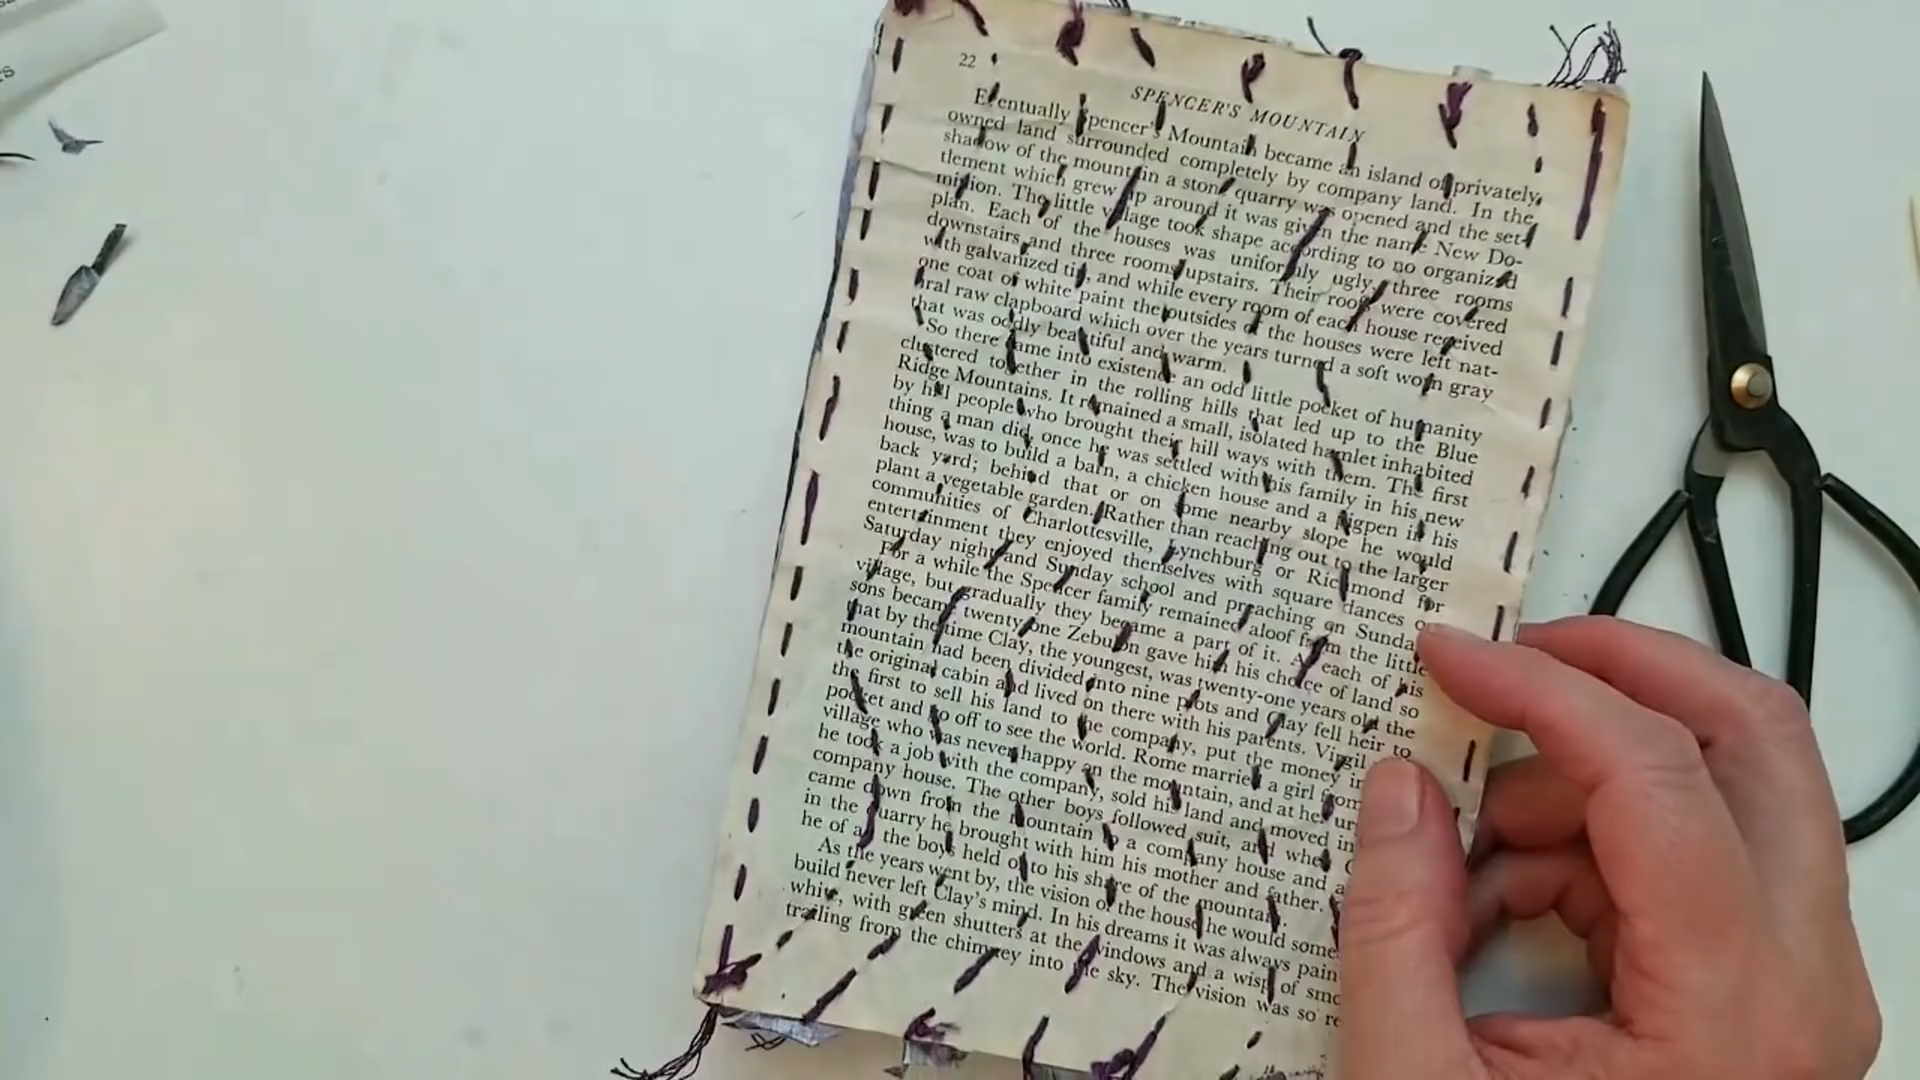 22
SPENCER'S MOUNTAIN
Eventually Spencer's Mountain became an island of privately
owned land surrounded completely by company land. In the
shadow of the mountain a stone quarry was opened and the set-
tlement which grew up around it was given the name New Do-
minion. The little village took shape according to no organized
plan. Each of the houses was uniformly ugly, three rooms
downstairs and three rooms upstairs. Their roofs were covered
with galvanized tin, and while every room of each house received
one coat of white paint the outsides of the houses were left nat-
ural raw clapboard which over the years turned a soft worn gray
that was oddly beautiful and warm.
So there came into existence an odd little pocket of humanity
clustered together in the rolling hills that led up to the Blue
Ridge Mountains. It remained a small, isolated hamlet inhabited
by hill people who brought their hill ways with them. The first
thing a man did, once he was settled with his family in his new
house, was to build a barn, a chicken house and a pigpen in his
back yard; behind that or on some nearby slope he would
plant a vegetable garden. Rather than reaching out to the larger
communities of Charlottesville, Lynchburg or Richmond for
entertainment they enjoyed themselves with square dances on
Saturday night and Sunday school and preaching on Sunday
For a while the Spencer family remained aloof from the little
village, but gradually they became a part of it. As each of his
sons became twenty-one Zebulon gave him his choice of land so
that by the time Clay, the youngest, was twenty-one years old the
mountain had been divided into nine plots and Clay fell heir to
the original cabin and lived on there with his parents. Virgil
the first to sell his land to the company, put the money in
pocket and go off to see the world. Rome married a girl from
village who was never happy on the mountain, and at her ur
he took a job with the company, sold his land and moved in
company house. The other boys followed suit, and when C
came down from the mountain to a company house and a
in the quarry he brought with him his mother and father.
he of all the boys held on to his share of the mountain.
As the years went by, the vision of the house he would some
build never left Clay's mind. In his dreams it was always pain
white, with green shutters at the windows and a wisp of smo
trailing from the chimney into the sky. The vision was so re